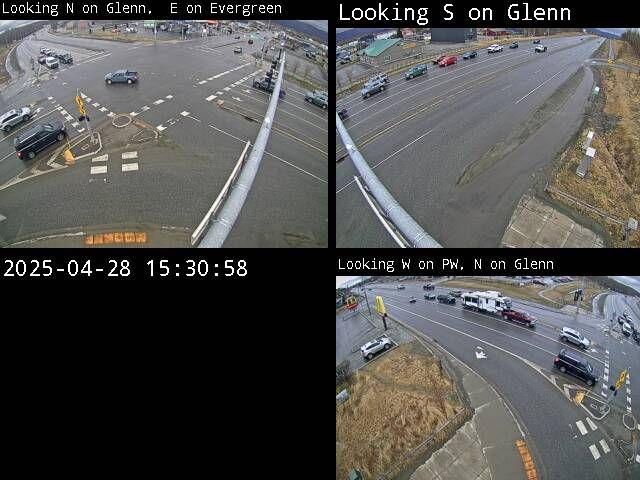 Looking N on Glenn, E on Evergreen
Looking S on Glenn
2025-04-28 15:30:58
Looking W on PW, N on Glenn